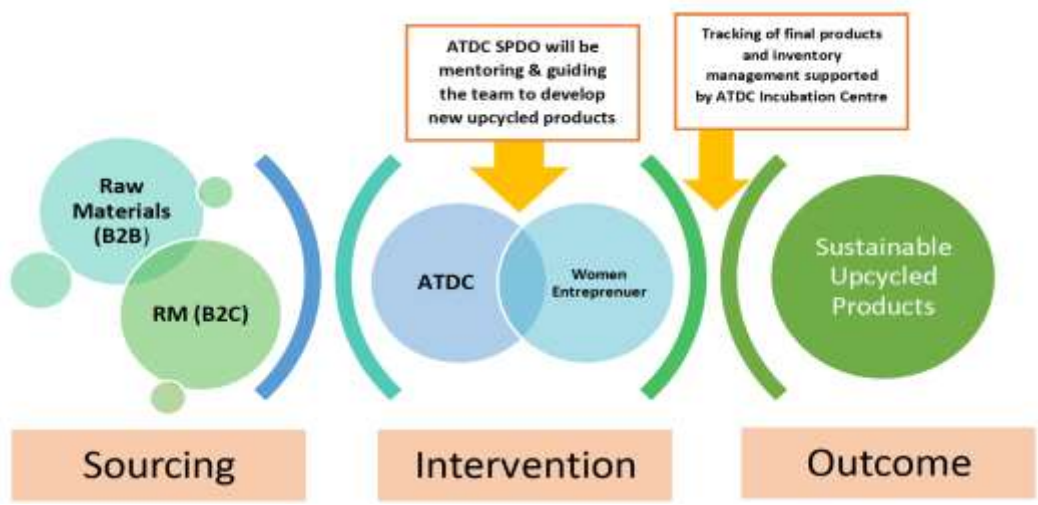 ATDC SPDO will be
mentoring & guiding
the team to develop
new upcycled products
Tracking of final products
and inventory
management supported
by ATDC Incubation Centre
Raw
Materials
(B2B)
RM (B2C)
ATDC
Women
Entreprenuer
Sustainable
Upcycled
Products
Sourcing
Intervention
Outcome